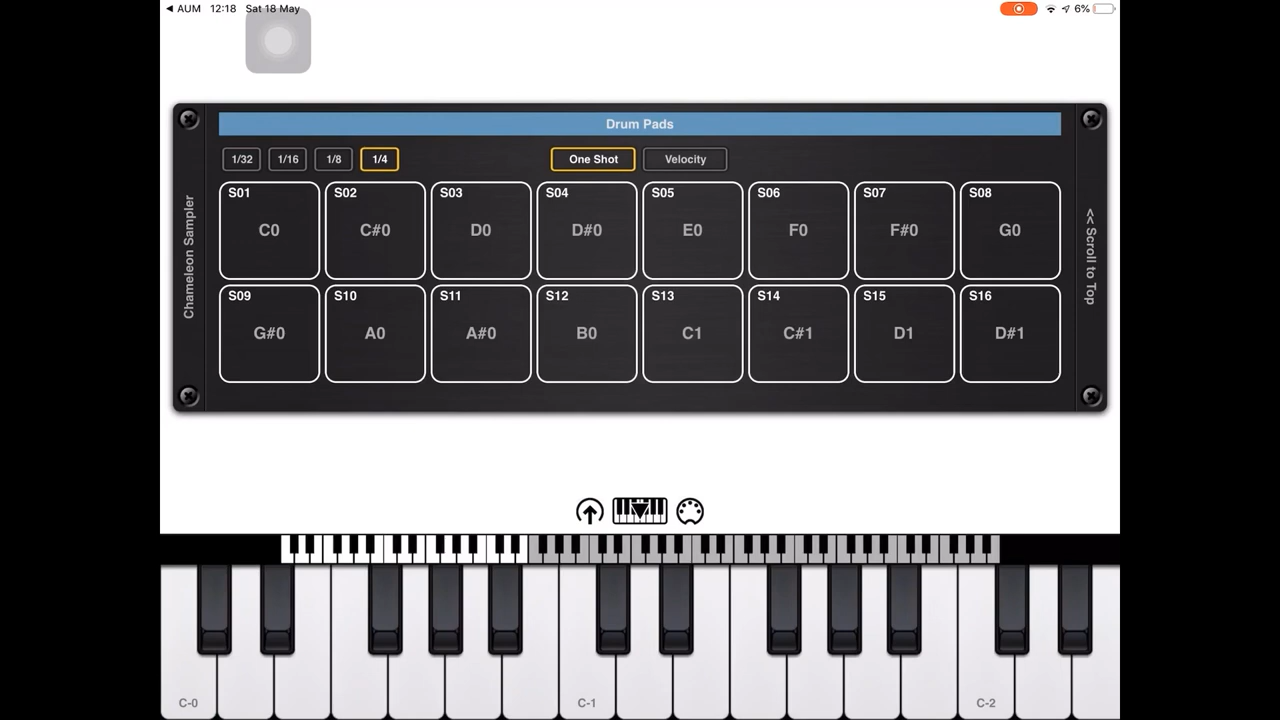 ◀ AUM 12:18 Sat 18 May 6%
Drum Pads
1/32 1/16 1/8 1/4 One Shot Velocity
Chameleon Sampler
<< Scroll to Top
S01 S02 S03 S04 S05 S06 S07 S08
C0 C#0 D0 D#0 E0 F0 F#0 G0
S09 S10 S11 S12 S13 S14 S15 S16
G#0 A0 A#0 B0 C1 C#1 D1 D#1
C-0 C-1 C-2